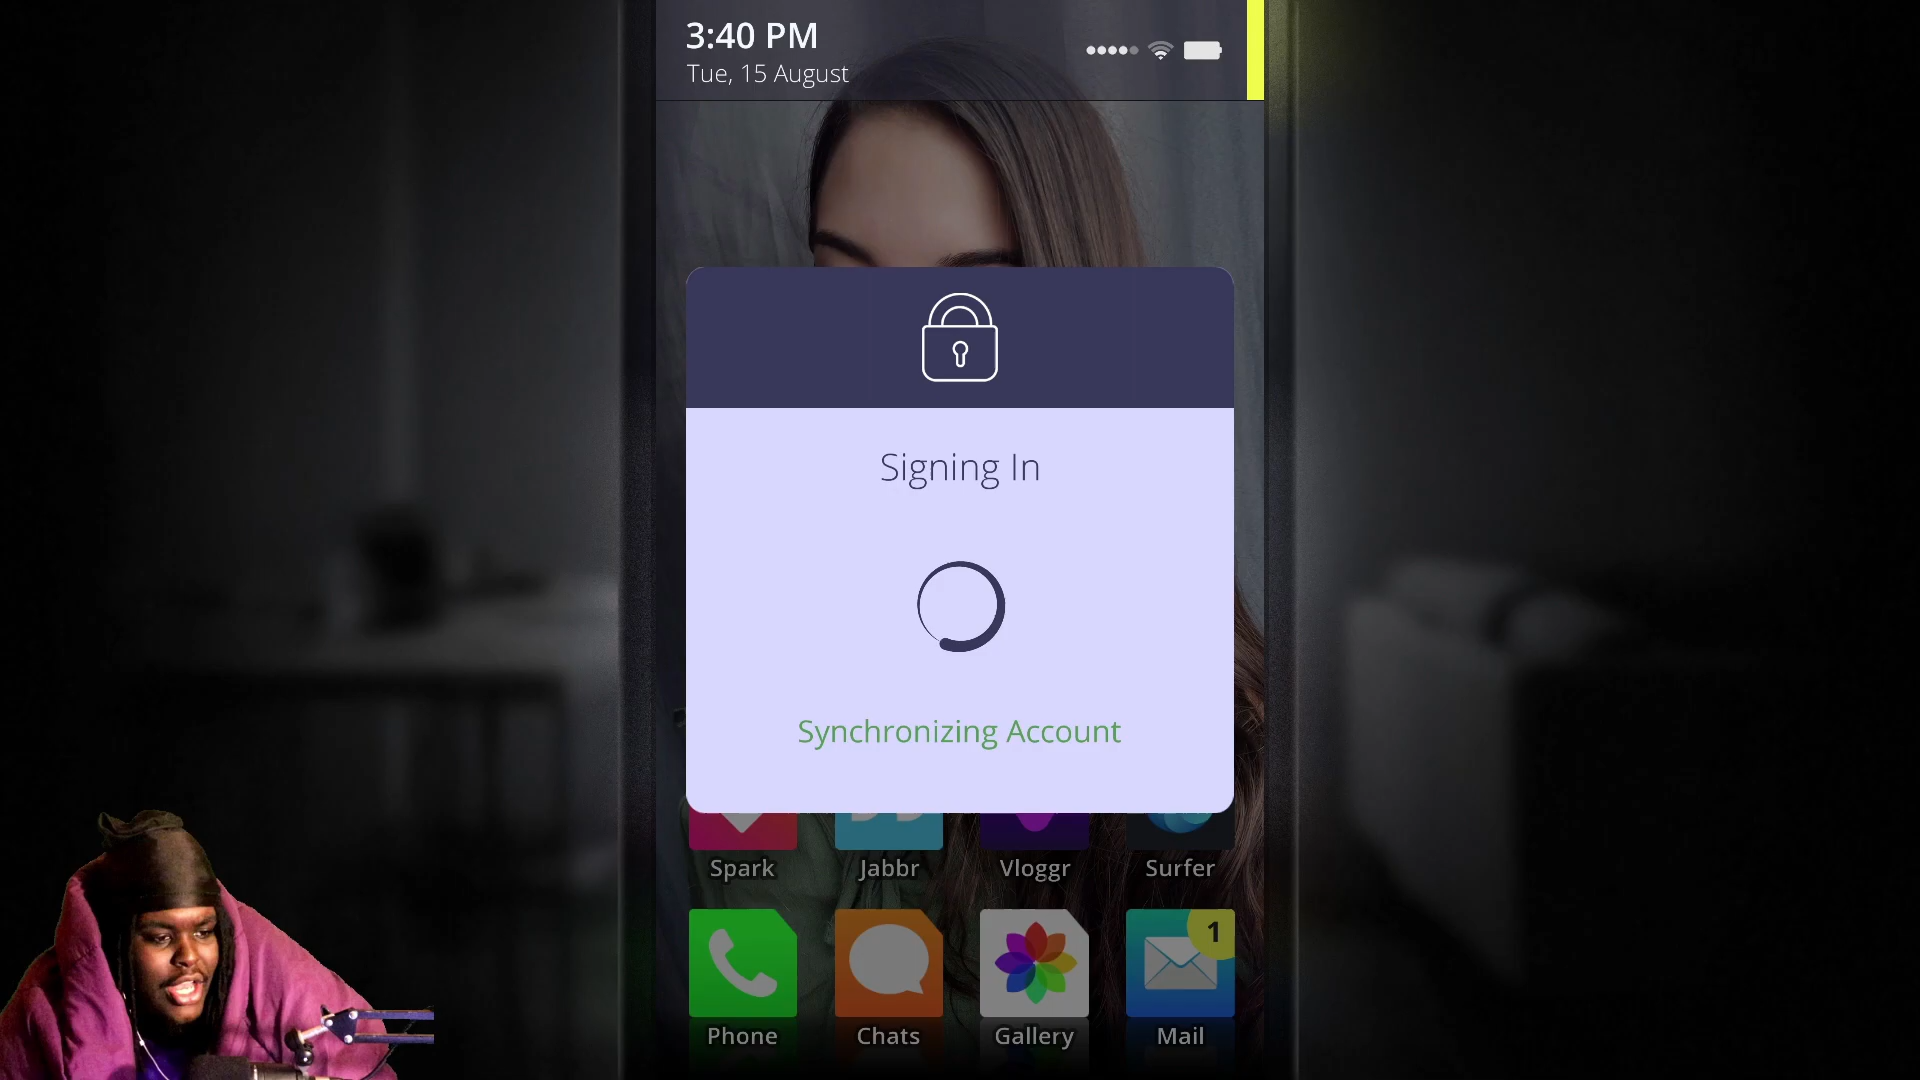 3:40 PM
Tue, 15 August
Signing In
Synchronizing Account
Spark
Jabbr
Vloggr
Surfer
1
Phone
Chats
Gallery
Mail